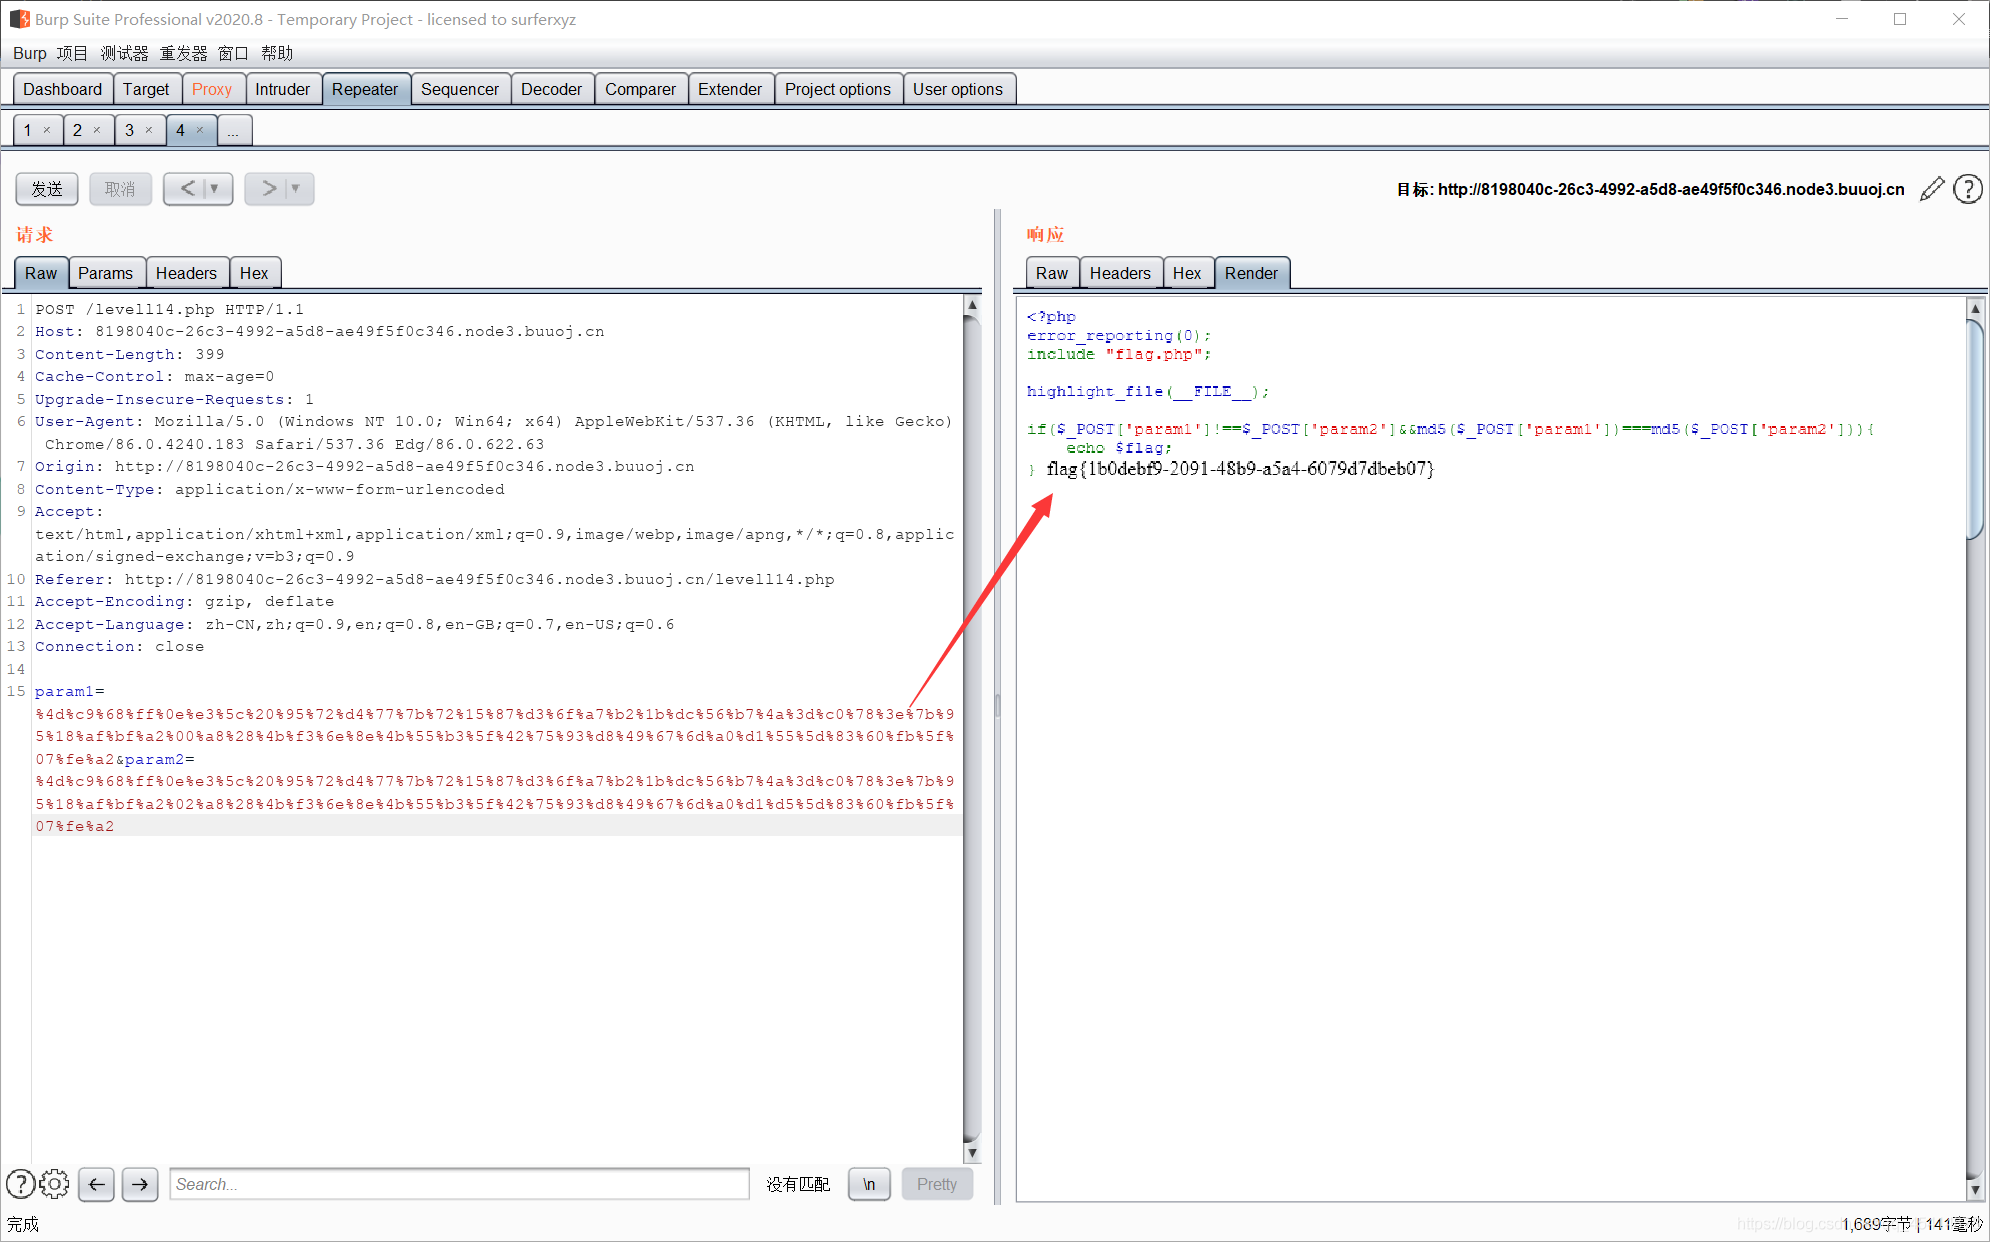 Burp Suite Professional v2020.8 - Temporary Project - licensed to surferxyz
Burp 项目 测试器 重发器 窗口 帮助
Dashboard Target Proxy Intruder Repeater Sequencer Decoder Comparer Extender Project options User options
1 × 2 × 3 × 4 × ...
发送 取消 < ▼ > ▼ 目标: http://8198040c-26c3-4992-a5d8-ae49f5f0c346.node3.buuoj.cn
请求
Raw Params Headers Hex
1 POST /levell14.php HTTP/1.1
2 Host: 8198040c-26c3-4992-a5d8-ae49f5f0c346.node3.buuoj.cn
3 Content-Length: 399
4 Cache-Control: max-age=0
5 Upgrade-Insecure-Requests: 1
6 User-Agent: Mozilla/5.0 (Windows NT 10.0; Win64; x64) AppleWebKit/537.36 (KHTML, like Gecko)
Chrome/86.0.4240.183 Safari/537.36 Edg/86.0.622.63
7 Origin: http://8198040c-26c3-4992-a5d8-ae49f5f0c346.node3.buuoj.cn
8 Content-Type: application/x-www-form-urlencoded
9 Accept:
text/html,application/xhtml+xml,application/xml;q=0.9,image/webp,image/apng,*/*;q=0.8,applic
ation/signed-exchange;v=b3;q=0.9
10 Referer: http://8198040c-26c3-4992-a5d8-ae49f5f0c346.node3.buuoj.cn/levell14.php
11 Accept-Encoding: gzip, deflate
12 Accept-Language: zh-CN,zh;q=0.9,en;q=0.8,en-GB;q=0.7,en-US;q=0.6
13 Connection: close
14
15 param1=
%4d%c9%68%ff%0e%e3%5c%20%95%72%d4%77%7b%72%15%87%d3%6f%a7%b2%1b%dc%56%b7%4a%3d%c0%78%3e%7b%9
5%18%af%bf%a2%00%a8%28%4b%f3%6e%8e%4b%55%b3%5f%42%75%93%d8%49%67%6d%a0%d1%55%5d%83%60%fb%5f%
07%fe%a2&param2=
%4d%c9%68%ff%0e%e3%5c%20%95%72%d4%77%7b%72%15%87%d3%6f%a7%b2%1b%dc%56%b7%4a%3d%c0%78%3e%7b%9
5%18%af%bf%a2%02%a8%28%4b%f3%6e%8e%4b%55%b3%5f%42%75%93%d8%49%67%6d%a0%d1%d5%5d%83%60%fb%5f%
07%fe%a2
响应
Raw Headers Hex Render
<?php
error_reporting(0);
include "flag.php";
highlight_file(__FILE__);
if($_POST['param1']!==$_POST['param2']&&md5($_POST['param1'])===md5($_POST['param2'])){
echo $flag;
} flag{1b0debf9-2091-48b9-a5a4-6079d7dbeb07}
Search... 没有匹配 \n Pretty
完成 https://blog.csd 1,689字节 | 141毫秒